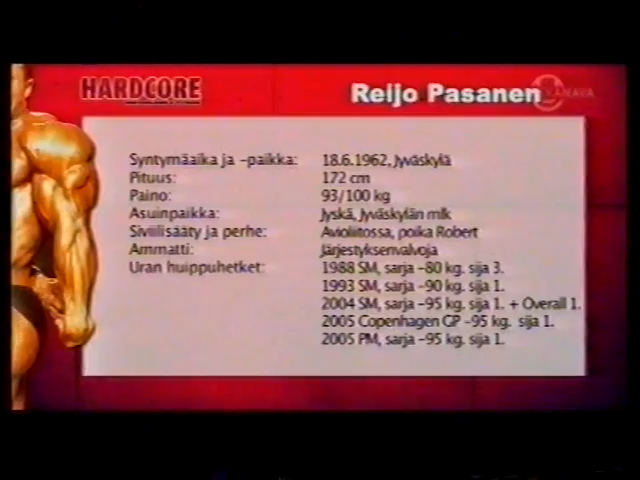 HARDCORE
Reijo Pasanen
KANAVA
Syntymäaika ja -paikka: 18.6.1962, Jyväskylä
Pituus: 172 cm
Paino: 93/100 kg
Asuinpaikka: Jyskä, Jyväskylän mlk
Siviilisääty ja perhe: Avioliitossa, poika Robert
Ammatti: Järjestyksenvalvoja
Uran huippuhetket: 1988 SM, sarja -80 kg. sija 3.
1993 SM, sarja -90 kg. sija 1.
2004 SM, sarja -95 kg. sija 1. + Overall 1.
2005 Copenhagen GP -95 kg. sija 1.
2005 PM, sarja -95 kg. sija 1.